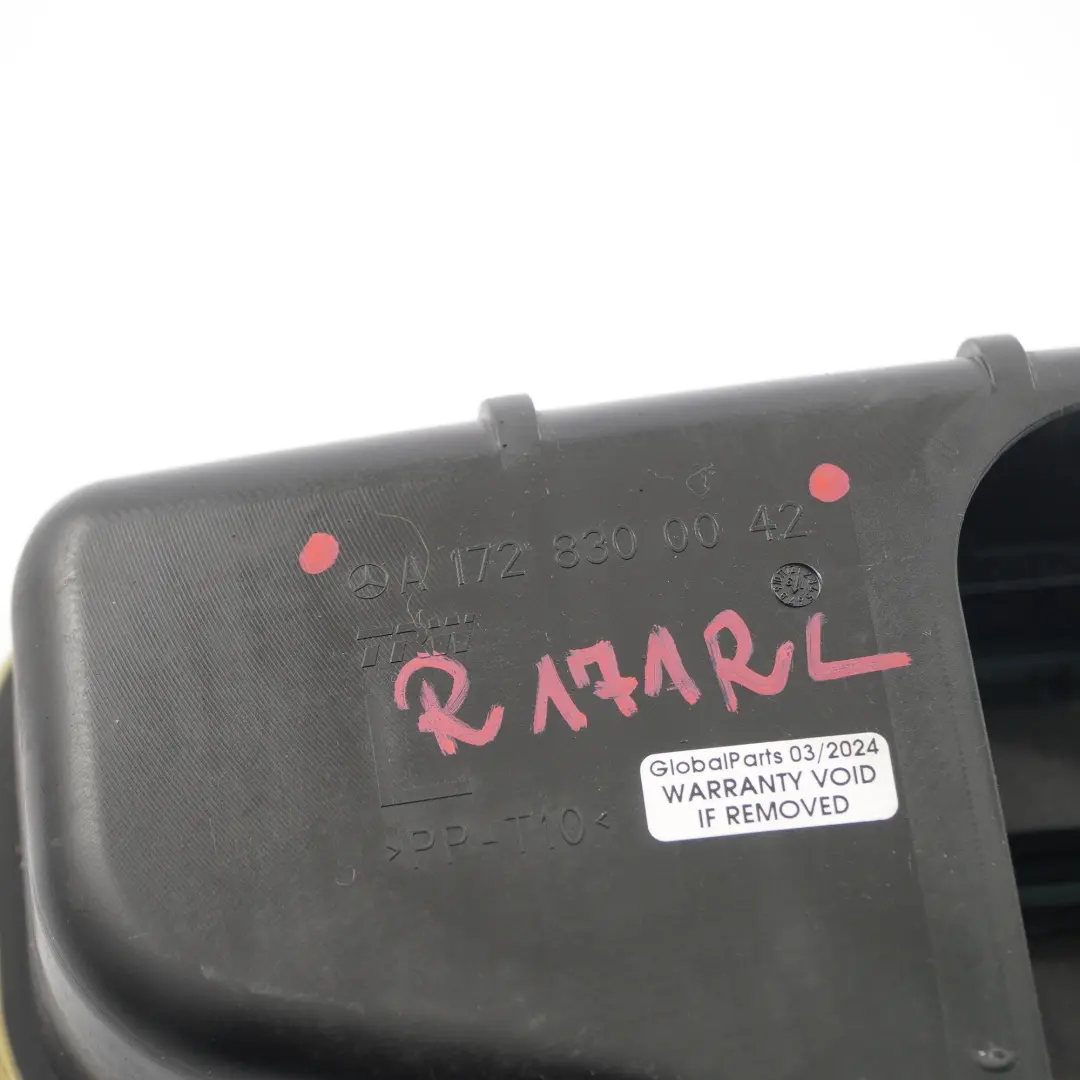 A 172 830 00 42
TRW
R171RL
GlobalParts 03/2024
WARRANTY VOID
IF REMOVED
>PP-T10<